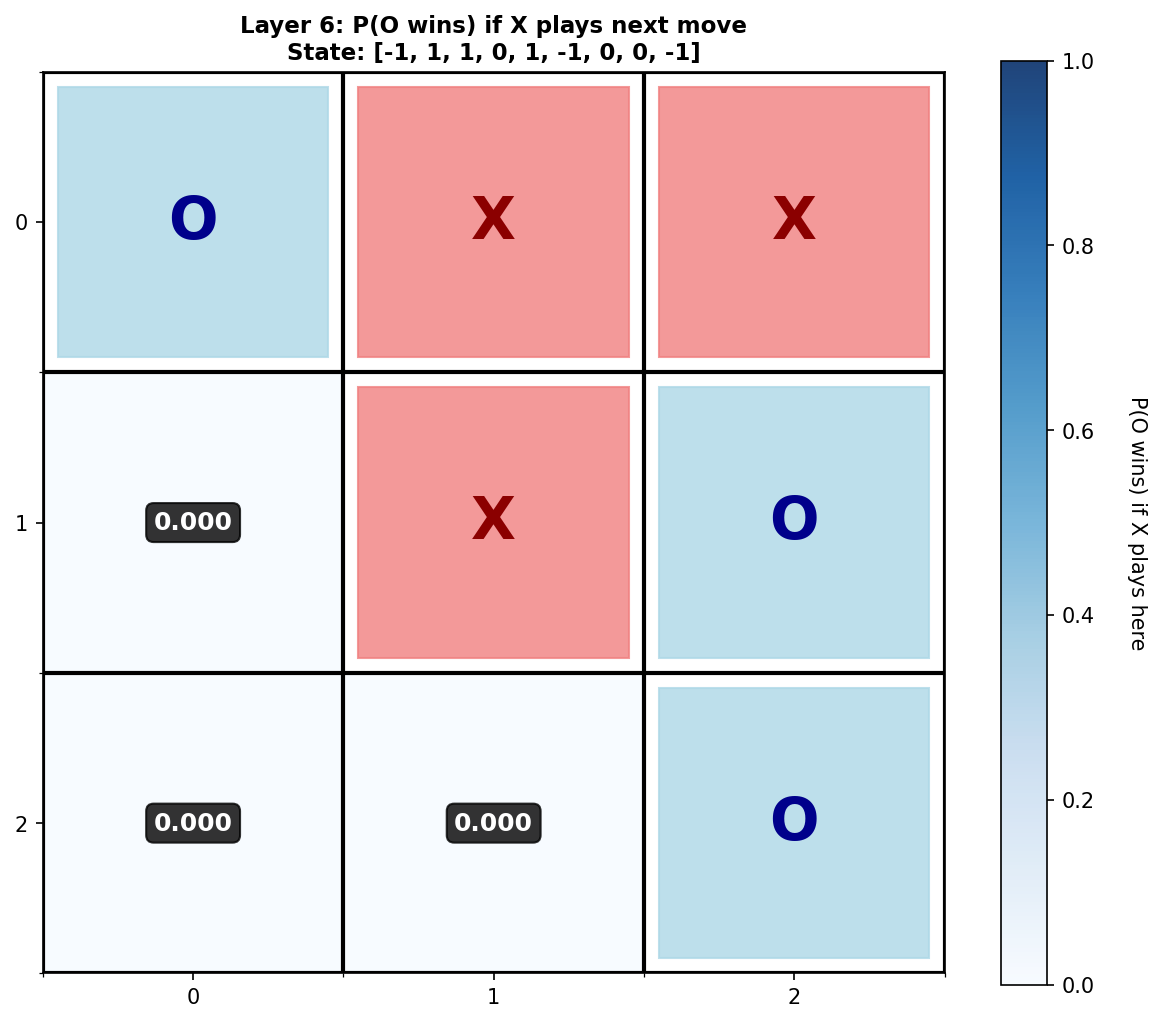 Layer 6: P(O wins) if X plays next move
State: [-1, 1, 1, 0, 1, -1, 0, 0, -1]
0
O
X
X
1
0.000
X
O
2
0.000
0.000
O
0
1
2
1.0
0.8
0.6
0.4
0.2
0.0
P(O wins) if X plays here